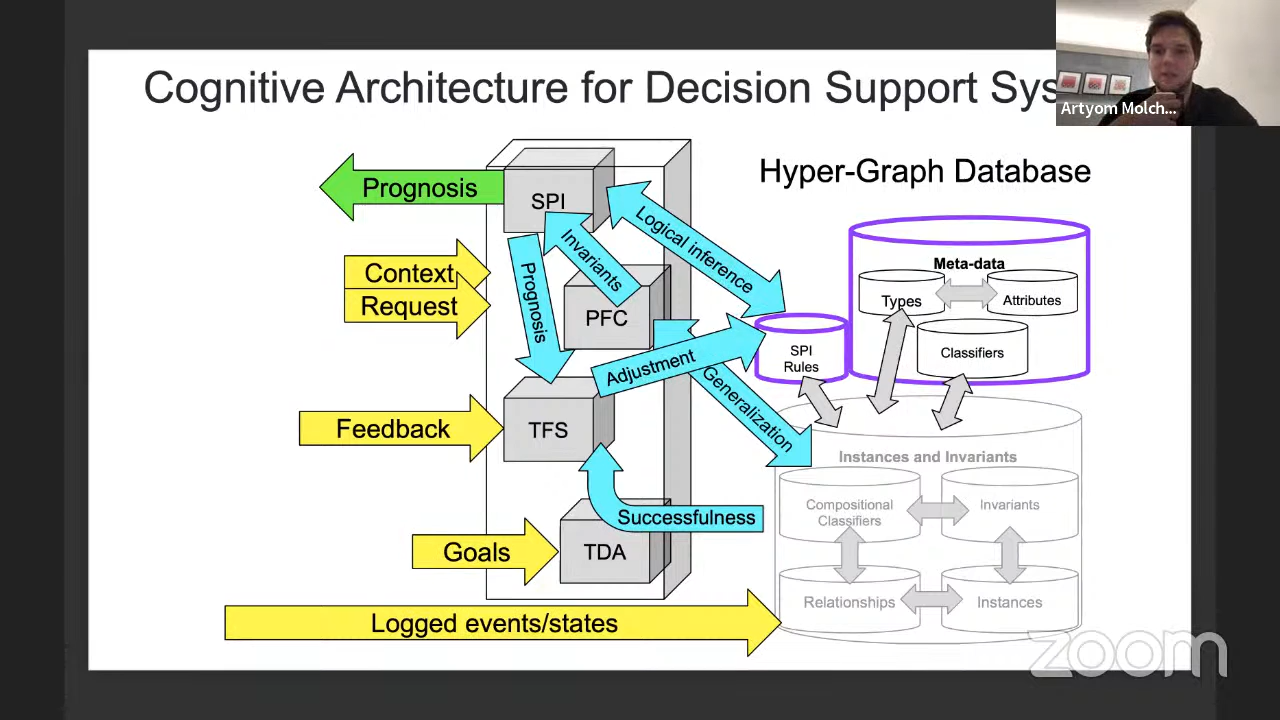 Cognitive Architecture for Decision Support Sys
Artyom Molch...
Hyper-Graph Database
Prognosis
SPI
Logical inference
Invariants
Prognosis
Context
Request
PFC
Adjustment
Generalization
Meta-data
Types
Attributes
Classifiers
SPI
Rules
Feedback
TFS
Instances and Invariants
Compositional
Classifiers
Invariants
Successfulness
Goals
TDA
Relationships
Instances
Logged events/states
zoom